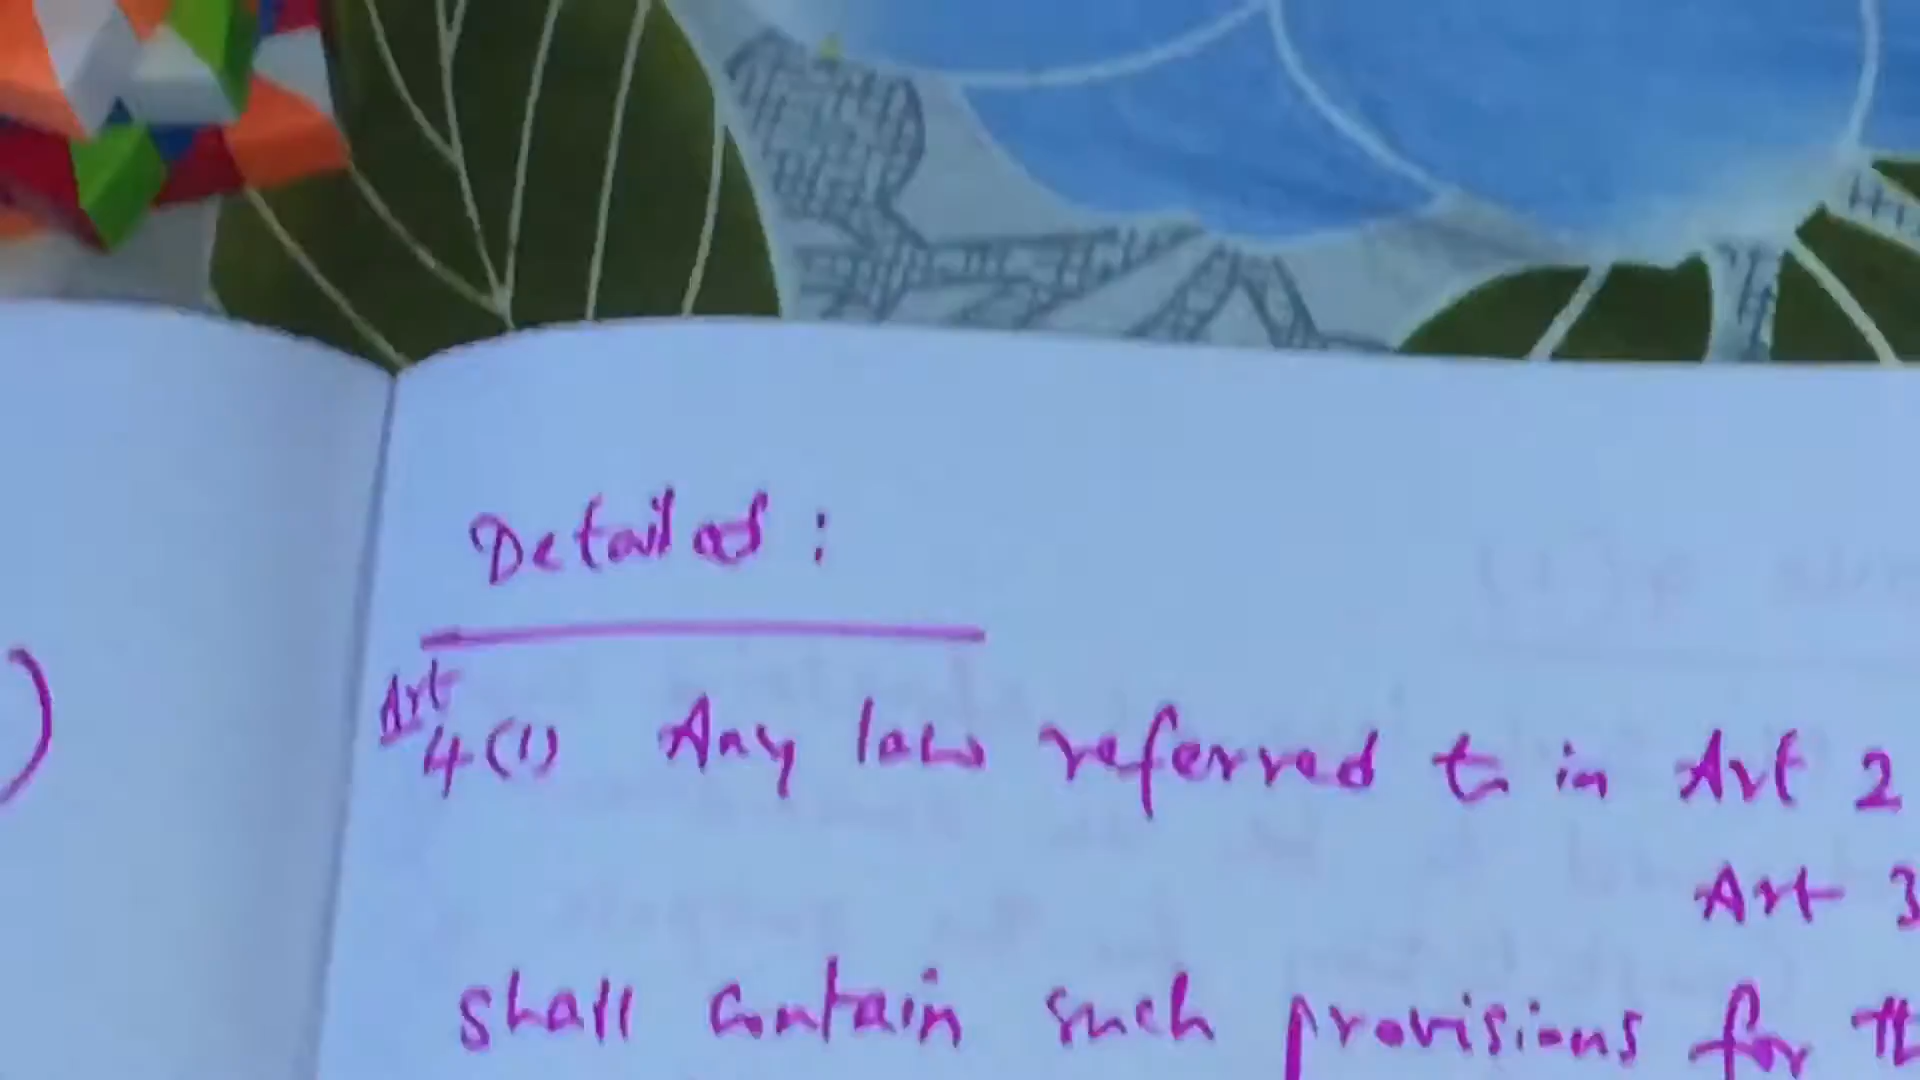 Detailed :
Art 4(1) Any law referred to in Art 2
Art 3
shall contain such provisions for